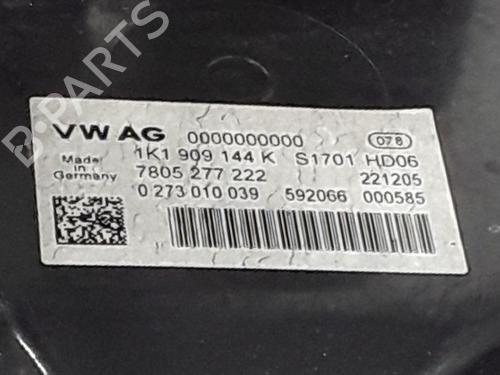 B-PARTS
VW AG 0000000000 078
Made in Germany
1K1 909 144 K S1701 HD06
7805 277 222 221205
0 273 010 039 592066 000585